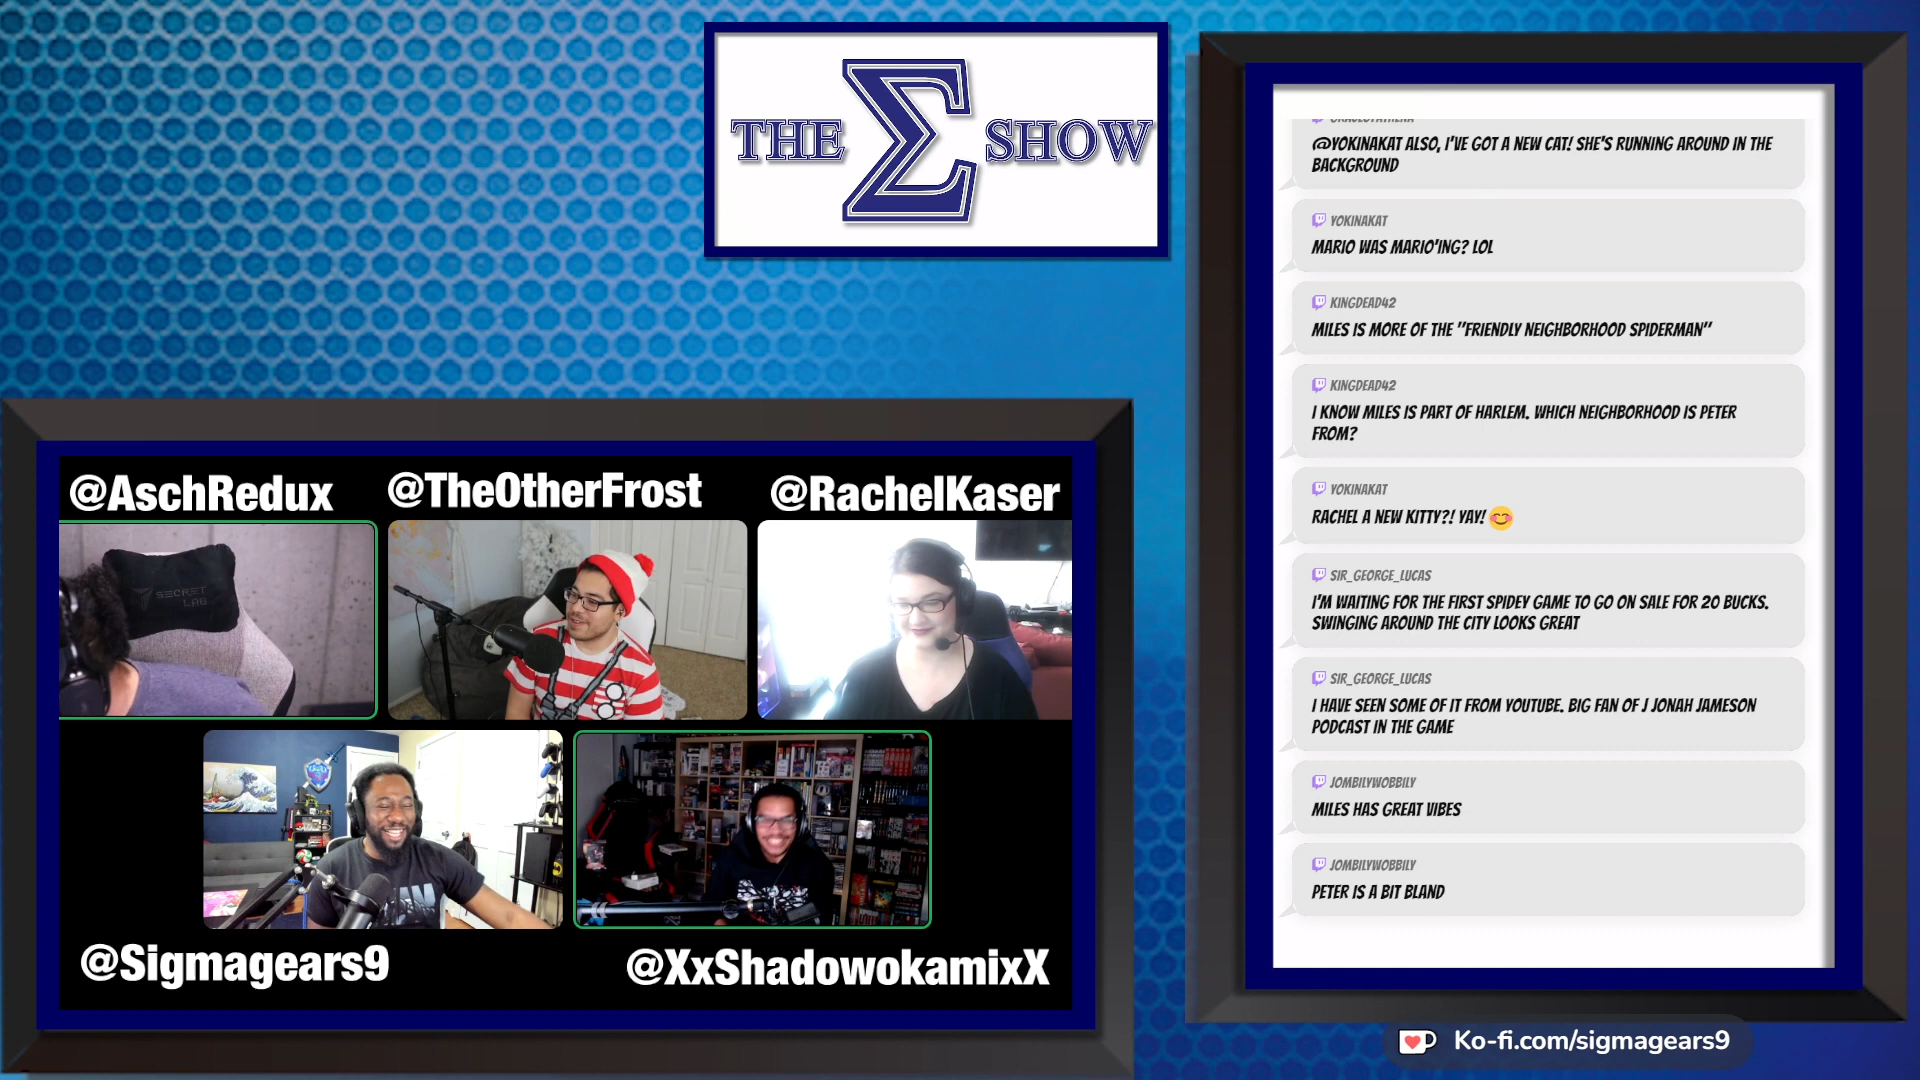 THE Σ SHOW
@AschRedux
@TheOtherFrost
@RachelKaser
SECRET
LAB
@Sigmagears9
@XxShadowokamixX
@YOKINAKAT ALSO, I'VE GOT A NEW CAT! SHE'S RUNNING AROUND IN THE
BACKGROUND
YOKINAKAT
MARIO WAS MARIO'ING? LOL
KINGDEAD42
MILES IS MORE OF THE "FRIENDLY NEIGHBORHOOD SPIDERMAN"
KINGDEAD42
I KNOW MILES IS PART OF HARLEM. WHICH NEIGHBORHOOD IS PETER
FROM?
YOKINAKAT
RACHEL A NEW KITTY?! YAY! 😊
SIR_GEORGE_LUCAS
I'M WAITING FOR THE FIRST SPIDEY GAME TO GO ON SALE FOR 20 BUCKS.
SWINGING AROUND THE CITY LOOKS GREAT
SIR_GEORGE_LUCAS
I HAVE SEEN SOME OF IT FROM YOUTUBE. BIG FAN OF J JONAH JAMESON
PODCAST IN THE GAME
JOMBILYWOBBILY
MILES HAS GREAT VIBES
JOMBILYWOBBILY
PETER IS A BIT BLAND
Ko-fi.com/sigmagears9